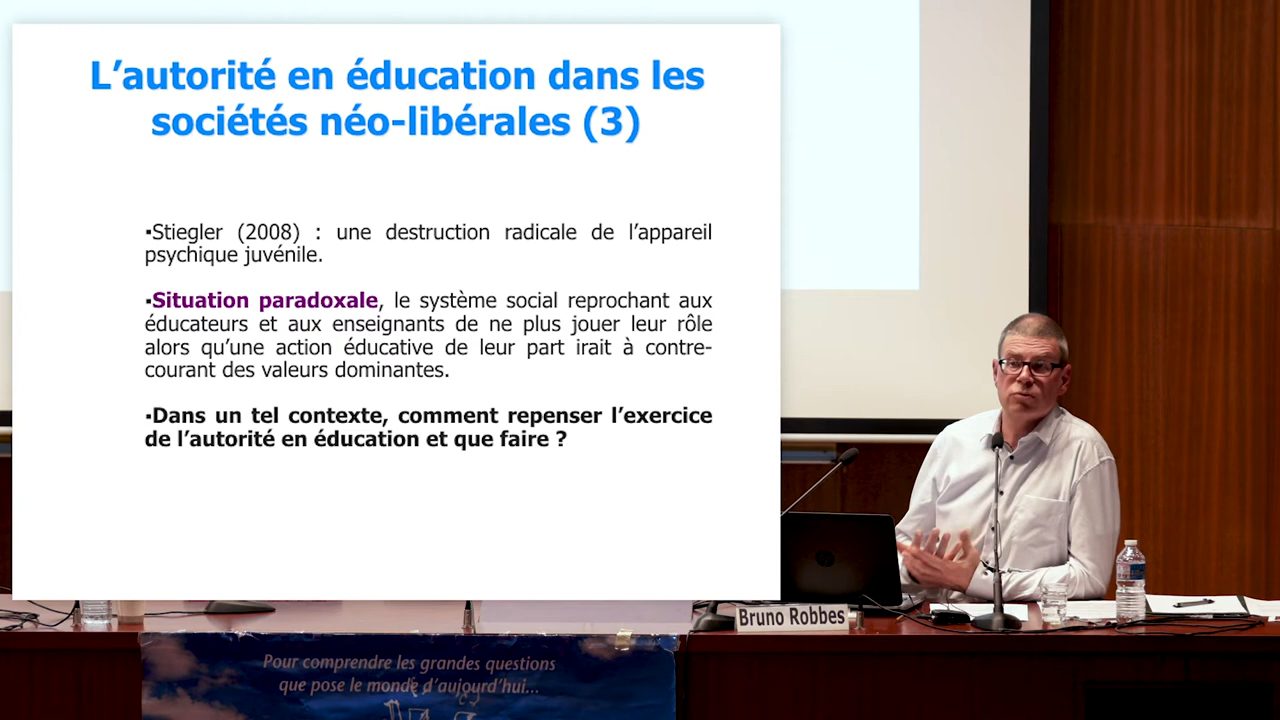 L’autorité en éducation dans les
sociétés néo-libérales (3)
▪Stiegler (2008) : une destruction radicale de l’appareil
psychique juvénile.
▪Situation paradoxale, le système social reprochant aux
éducateurs et aux enseignants de ne plus jouer leur rôle
alors qu’une action éducative de leur part irait à contre-
courant des valeurs dominantes.
▪Dans un tel contexte, comment repenser l’exercice
de l’autorité en éducation et que faire ?
Bruno Robbes
Pour comprendre les grandes questions
que pose le monde d’aujourd’hui...